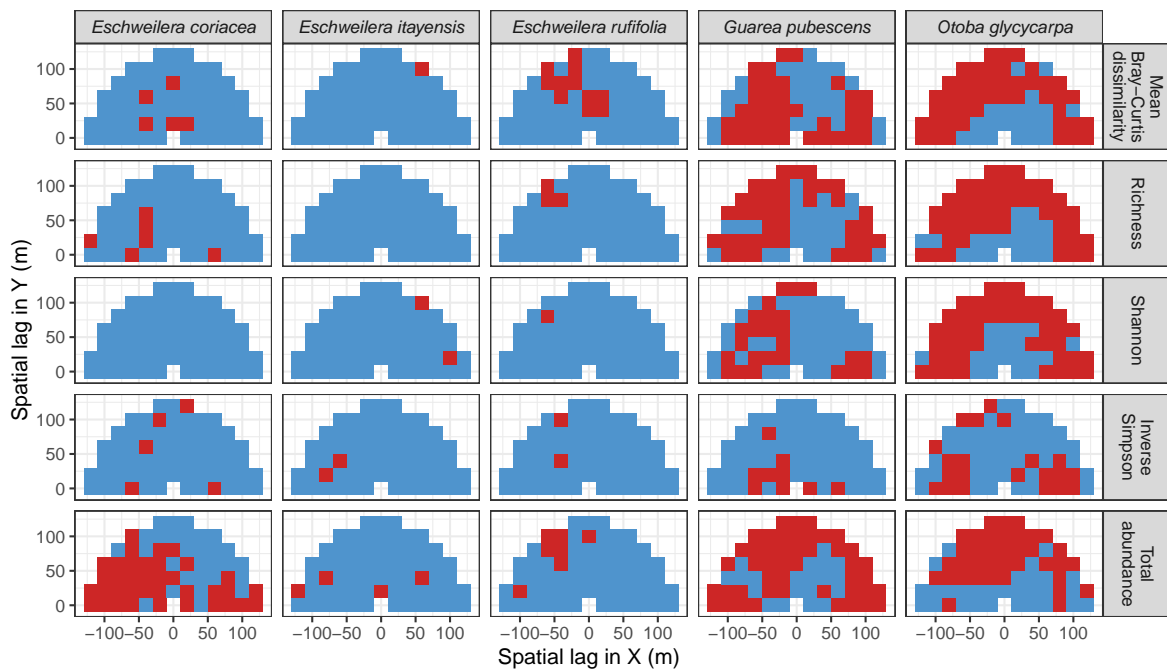 Eschweilera coriacea Eschweilera itayensis Eschweilera rufifolia Guarea pubescens Otoba glycycarpa
Spatial lag in Y (m)
100
50
0
Mean
Bray−Curtis
dissimilarity
100
50
0
Richness
100
50
0
Shannon
100
50
0
Inverse
Simpson
100
50
0
Total
abundance
−100 −50 0 50 100 −100 −50 0 50 100 −100 −50 0 50 100 −100 −50 0 50 100 −100 −50 0 50 100
Spatial lag in X (m)